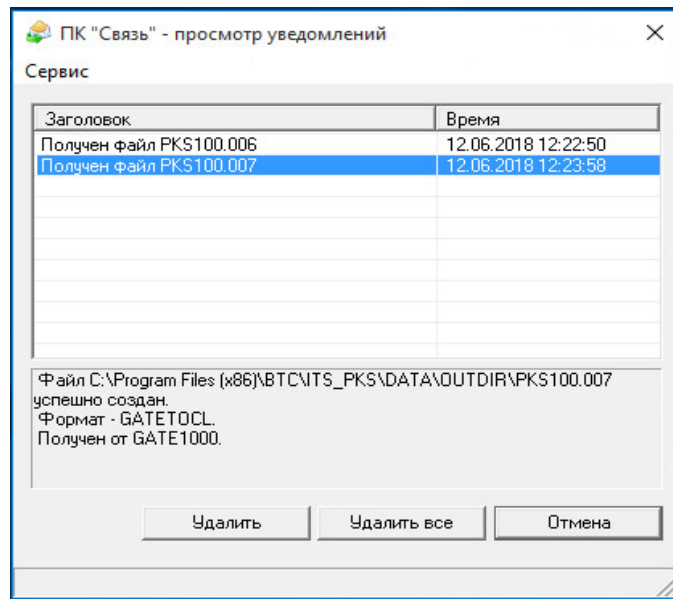 ПК "Связь" - просмотр уведомлений
Сервис
Заголовок Время
Получен файл PKS100.006 12.06.2018 12:22:50
Получен файл PKS100.007 12.06.2018 12:23:58
Файл C:\Program Files (x86)\BTC\ITS_PKS\DATA\OUTDIR\PKS100.007
успешно создан.
Формат - GATETOCL.
Получен от GATE1000.
Удалить Удалить все Отмена